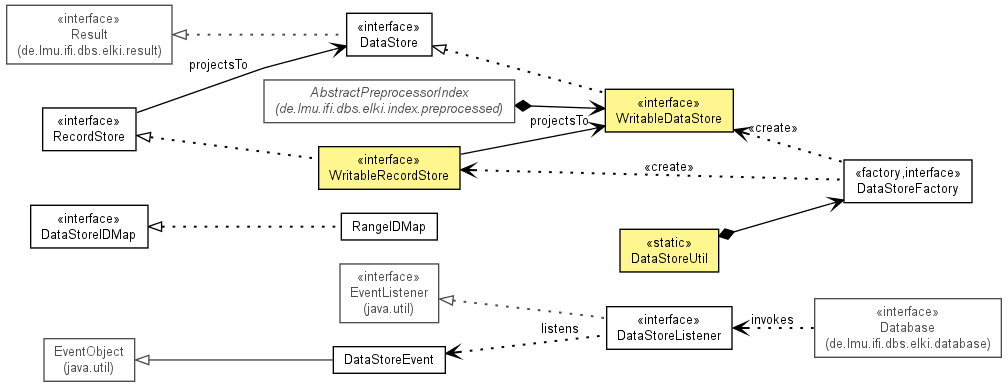 «interface»
Result
(de.lmu.ifi.dbs.elki.result)
«interface»
DataStore
projectsTo
AbstractPreprocessorIndex
(de.lmu.ifi.dbs.elki.index.preprocessed)
«interface»
WritableDataStore
«interface»
RecordStore
projectsTo
«create»
«interface»
WritableRecordStore
«create»
«factory,interface»
DataStoreFactory
«interface»
DataStoreIDMap
RangeIDMap
«static»
DataStoreUtil
«interface»
EventListener
(java.util)
listens
«interface»
DataStoreListener
invokes
«interface»
Database
(de.lmu.ifi.dbs.elki.database)
EventObject
(java.util)
DataStoreEvent